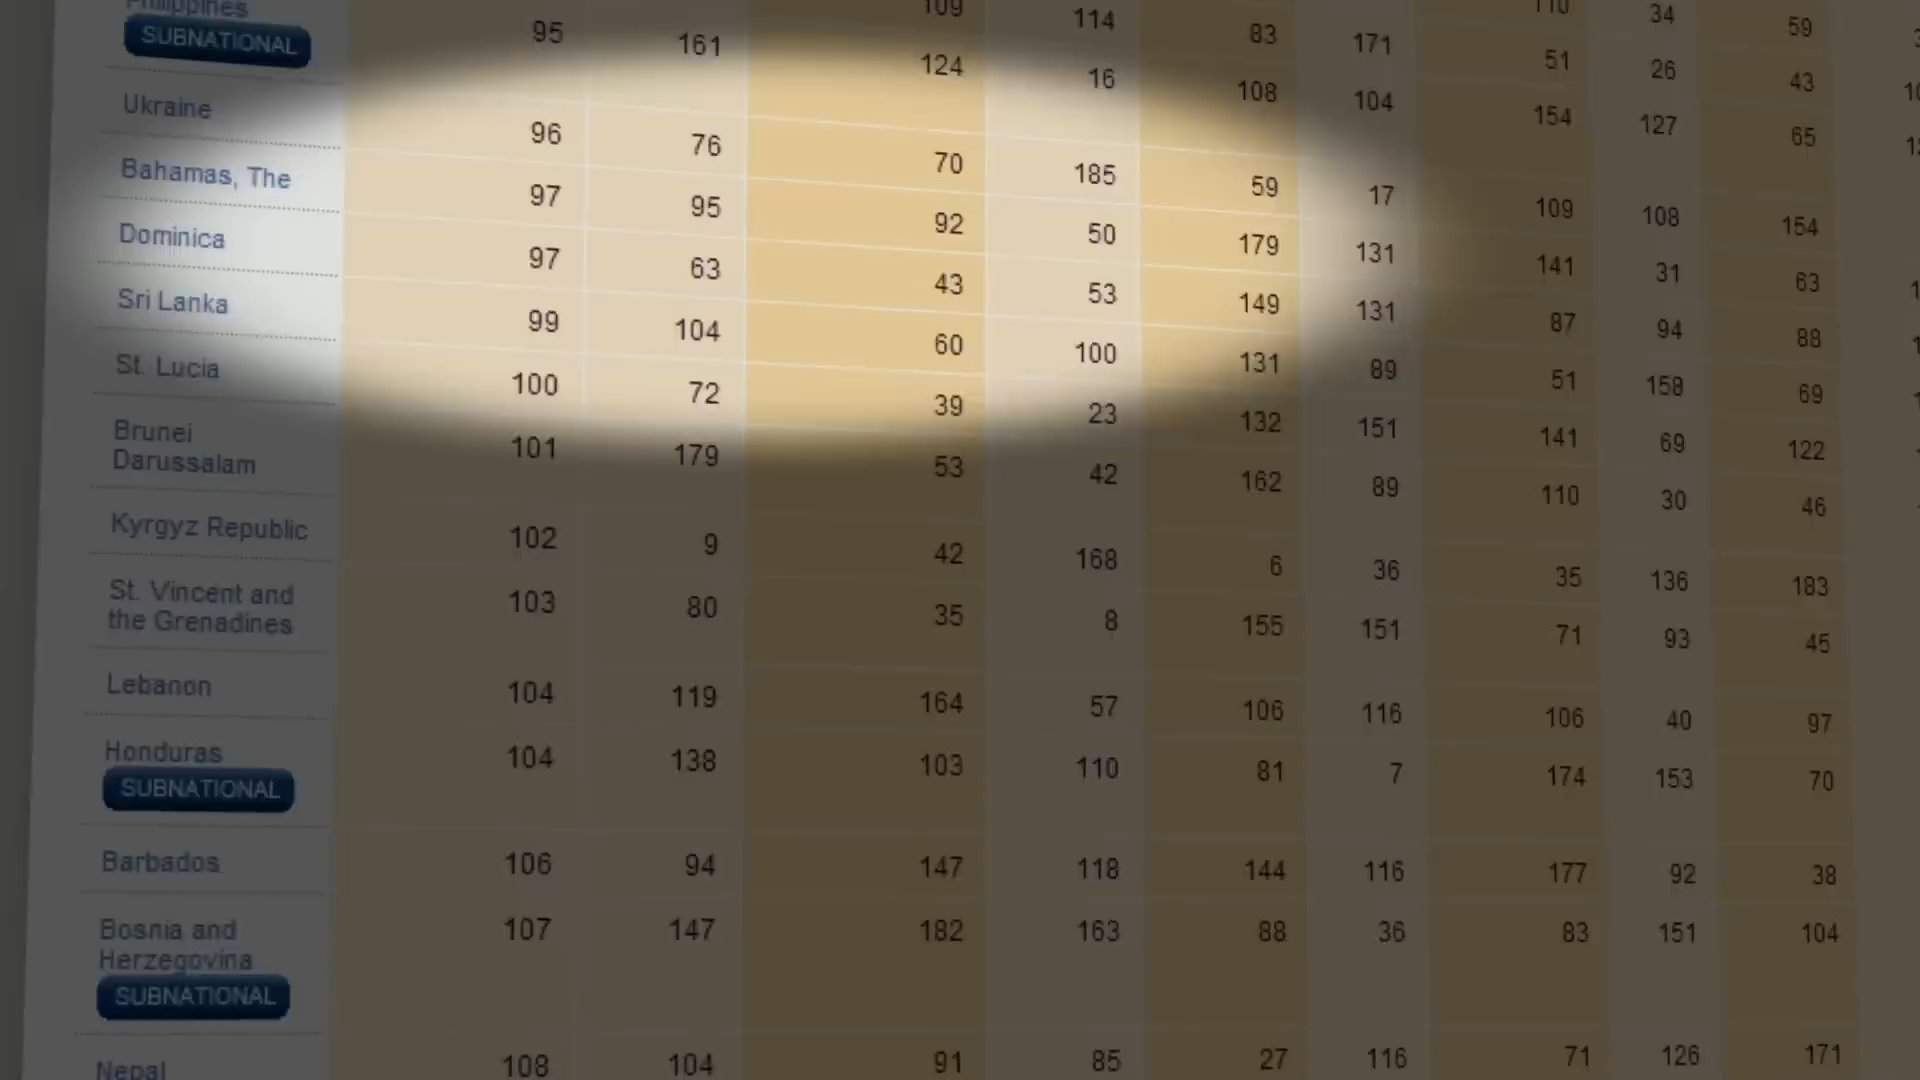 110 34 59
109 114 83 171 51 26 43
Philippines 95 161 124 16 108 104 154 127 65
SUBNATIONAL
Ukraine 96 76 70 185 59 17 109 108 154
Bahamas, The 97 95 92 50 179 131 141 31 63
Dominica 97 63 43 53 149 131 87 94 88
Sri Lanka 99 104 60 100 131 89 51 158 69
St. Lucia 100 72 39 23 132 151 141 69 122
Brunei 101 179 53 42 162 89 110 30 46
Darussalam
Kyrgyz Republic 102 9 42 168 6 36 35 136 183
St. Vincent and 103 80 35 8 155 151 71 93 45
the Grenadines
Lebanon 104 119 164 57 106 116 106 40 97
Honduras 104 138 103 110 81 7 174 153 70
SUBNATIONAL
Barbados 106 94 147 118 144 116 177 92 38
Bosnia and 107 147 182 163 88 36 83 151 104
Herzegovina
SUBNATIONAL
Nepal 108 104 91 85 27 116 71 126 171